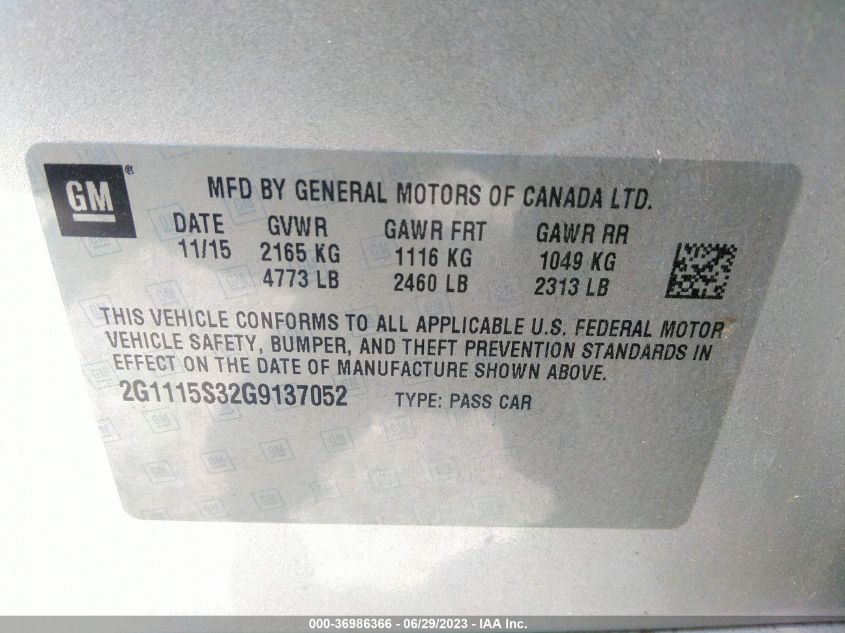 GM ®
MFD BY GENERAL MOTORS OF CANADA LTD.
DATE GVWR GAWR FRT GAWR RR
11/15 2165 KG 1116 KG 1049 KG
4773 LB 2460 LB 2313 LB
THIS VEHICLE CONFORMS TO ALL APPLICABLE U.S. FEDERAL MOTOR
VEHICLE SAFETY, BUMPER, AND THEFT PREVENTION STANDARDS IN
EFFECT ON THE DATE OF MANUFACTURE SHOWN ABOVE.
2G1115S32G9137052 TYPE: PASS CAR
000-36986366 - 06/29/2023 - IAA Inc.